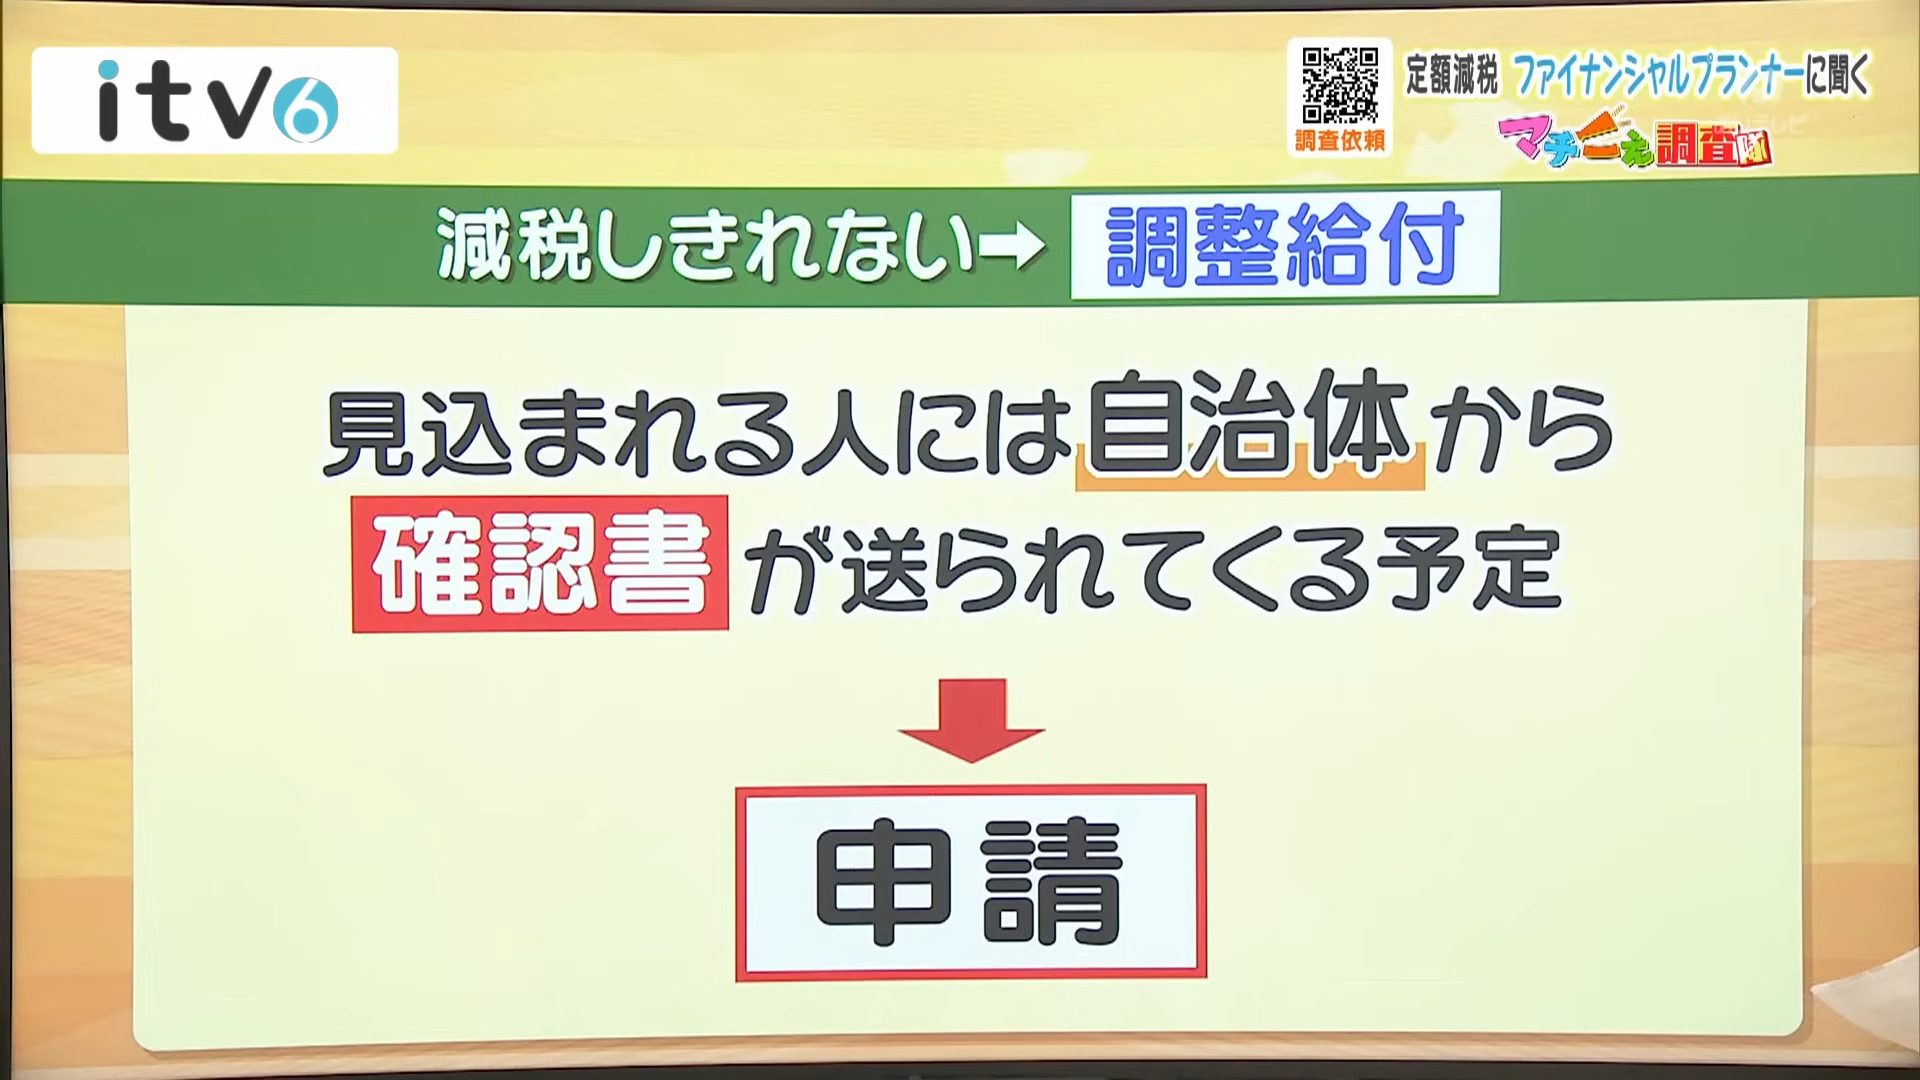 itv6
調査依頼
定額減税 ファイナンシャルプランナーに聞く
マチ二ぇ調査隊
減税しきれない→調整給付
見込まれる人には自治体から
確認書が送られてくる予定
申請